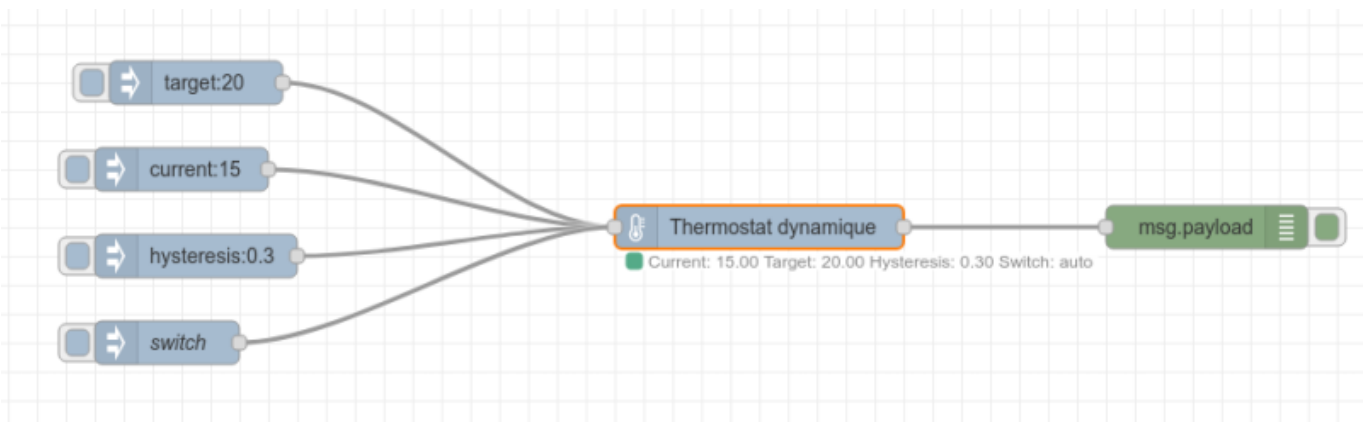 target:20
current:15
hysteresis:0.3
switch
Thermostat dynamique
Current: 15.00 Target: 20.00 Hysteresis: 0.30 Switch: auto
msg.payload